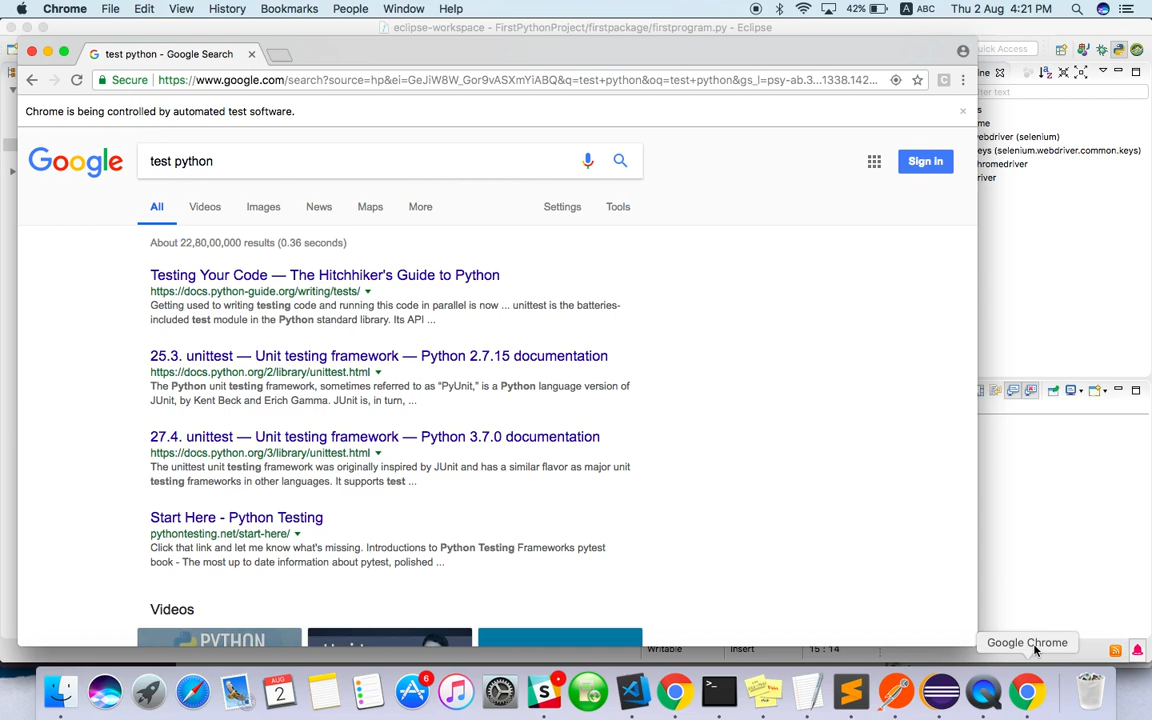 Chrome File Edit View History Bookmarks People Window Help 42% A ABC Thu 2 Aug 4:21 PM
eclipse-workspace - FirstPythonProject/firstpackage/firstprogram.py - Eclipse
test python - Google Search
uick Access
Secure https://www.google.com/search?source=hp&ei=GeJiW8W_Gor9vASXmYiABQ&q=test+python&oq=test+python&gs_l=psy-ab.3...1338.142...
ne
ter text
Chrome is being controlled by automated test software.
s
me
ebdriver (selenium)
eys (selenium.webdriver.common.keys)
hromedriver
river
Google test python Sign in
All Videos Images News Maps More Settings Tools
About 22,80,00,000 results (0.36 seconds)
Testing Your Code — The Hitchhiker's Guide to Python
https://docs.python-guide.org/writing/tests/
Getting used to writing testing code and running this code in parallel is now ... unittest is the batteries-
included test module in the Python standard library. Its API ...
25.3. unittest — Unit testing framework — Python 2.7.15 documentation
https://docs.python.org/2/library/unittest.html
The Python unit testing framework, sometimes referred to as "PyUnit," is a Python language version of
JUnit, by Kent Beck and Erich Gamma. JUnit is, in turn, ...
27.4. unittest — Unit testing framework — Python 3.7.0 documentation
https://docs.python.org/3/library/unittest.html
The unittest unit testing framework was originally inspired by JUnit and has a similar flavor as major unit
testing frameworks in other languages. It supports test ...
Start Here - Python Testing
pythontesting.net/start-here/
Click that link and let me know what's missing. Introductions to Python Testing Frameworks pytest
book - The most up to date information about pytest, polished ...
Videos
PYTHON
Writable Insert 15 : 14
Google Chrome
AUG
2
6